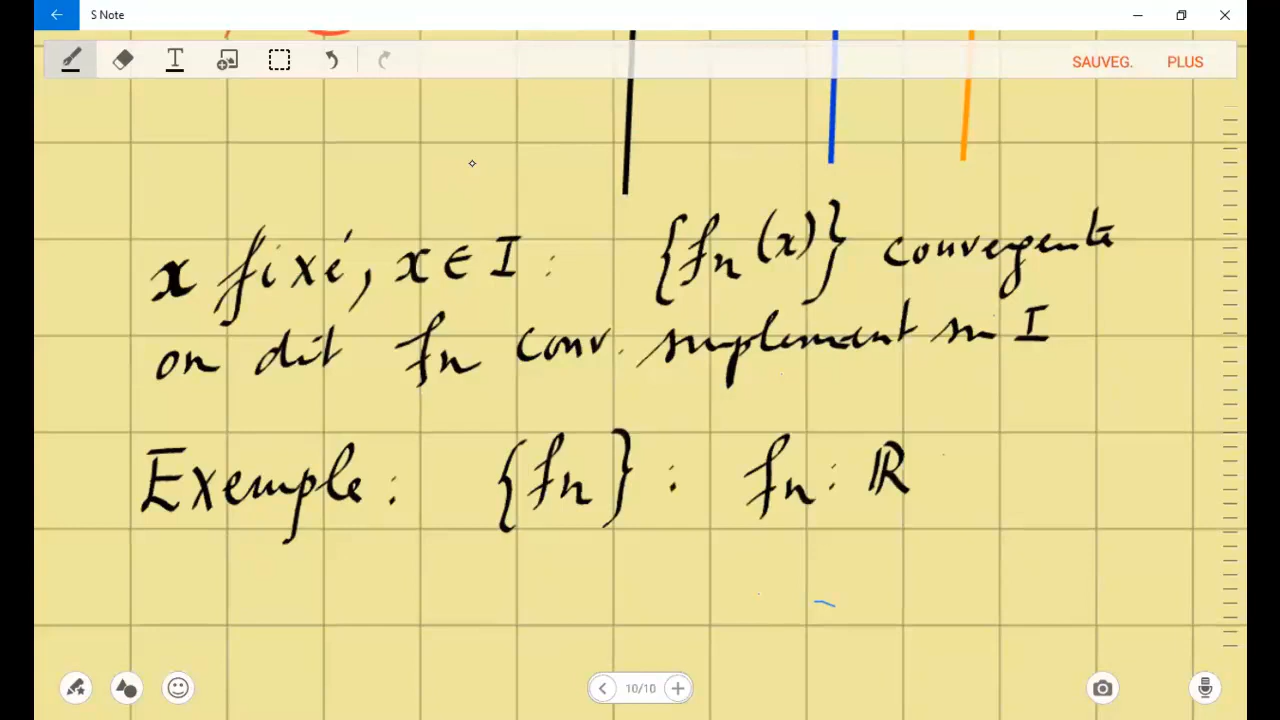 S Note
SAUVEG. PLUS
x fixé, x ∈ I : {fn(x)} convergente
on dit fn conv. simplement sur I
Exemple : {fn} : fn : ℝ
10/10